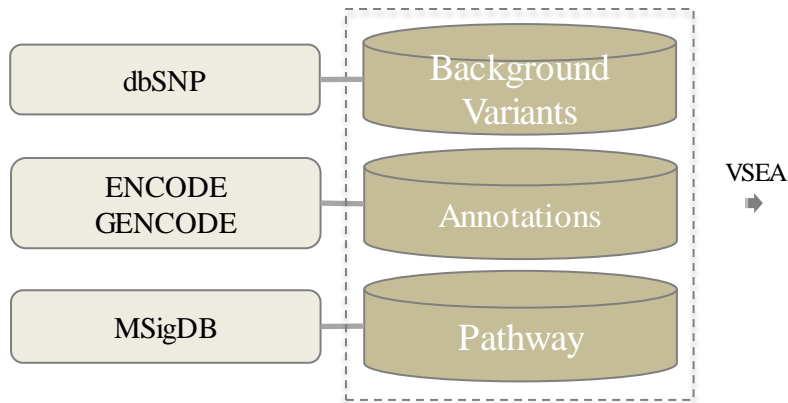 dbSNP
Background
Variants
ENCODE
GENCODE
Annotations
VSEA
MSigDB
Pathway